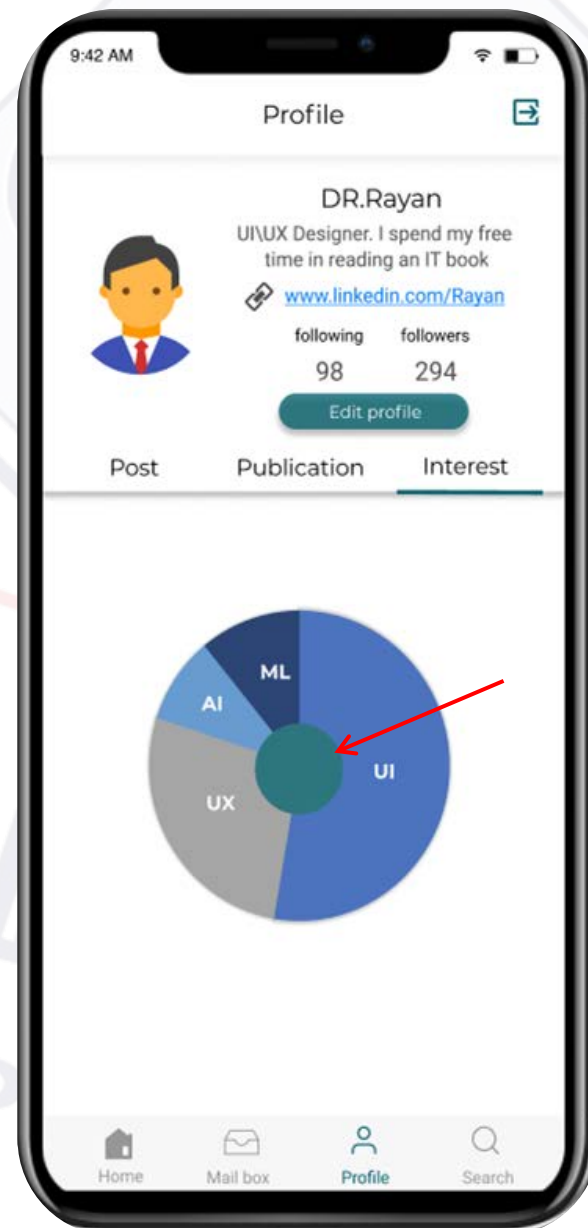 9:42 AM
Profile
DR.Rayan
UI\UX Designer. I spend my free
time in reading an IT book
www.linkedin.com/Rayan
following followers
98 294
Edit profile
Post Publication Interest
ML
AI
UI
UX
Home Mail box Profile Search